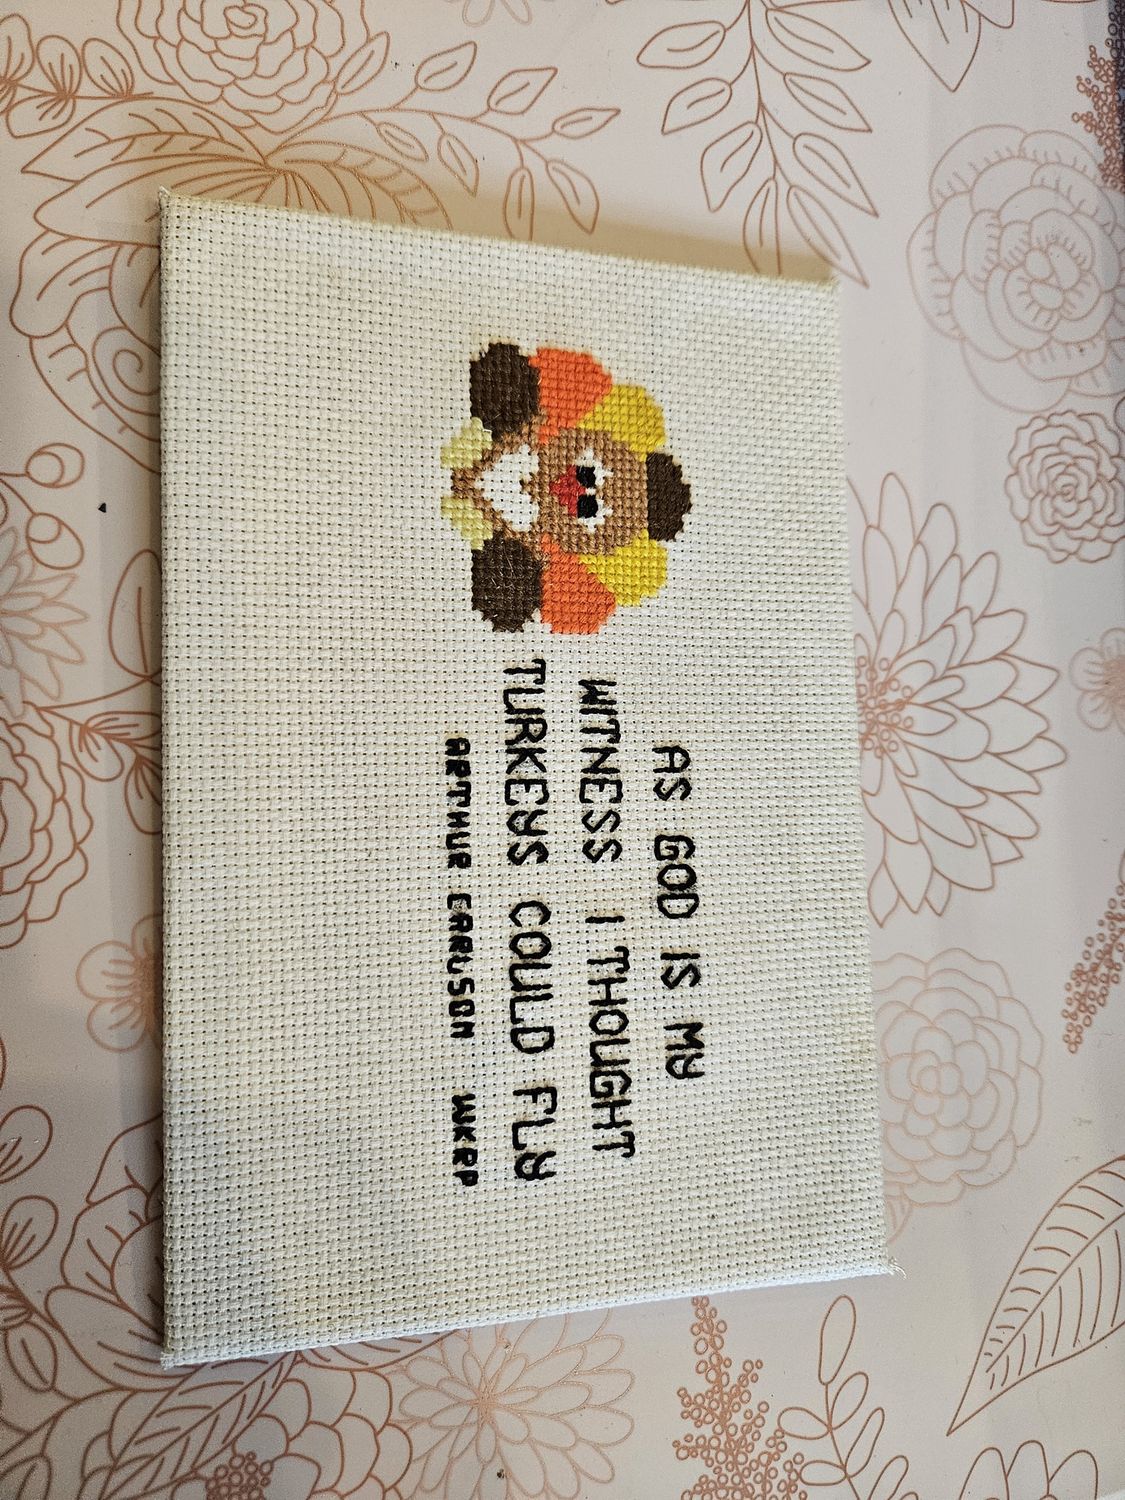 AS GOD IS MY
WITNESS I THOUGHT
TURKEYS COULD FLY
ARTHUR CARLSON WKRP